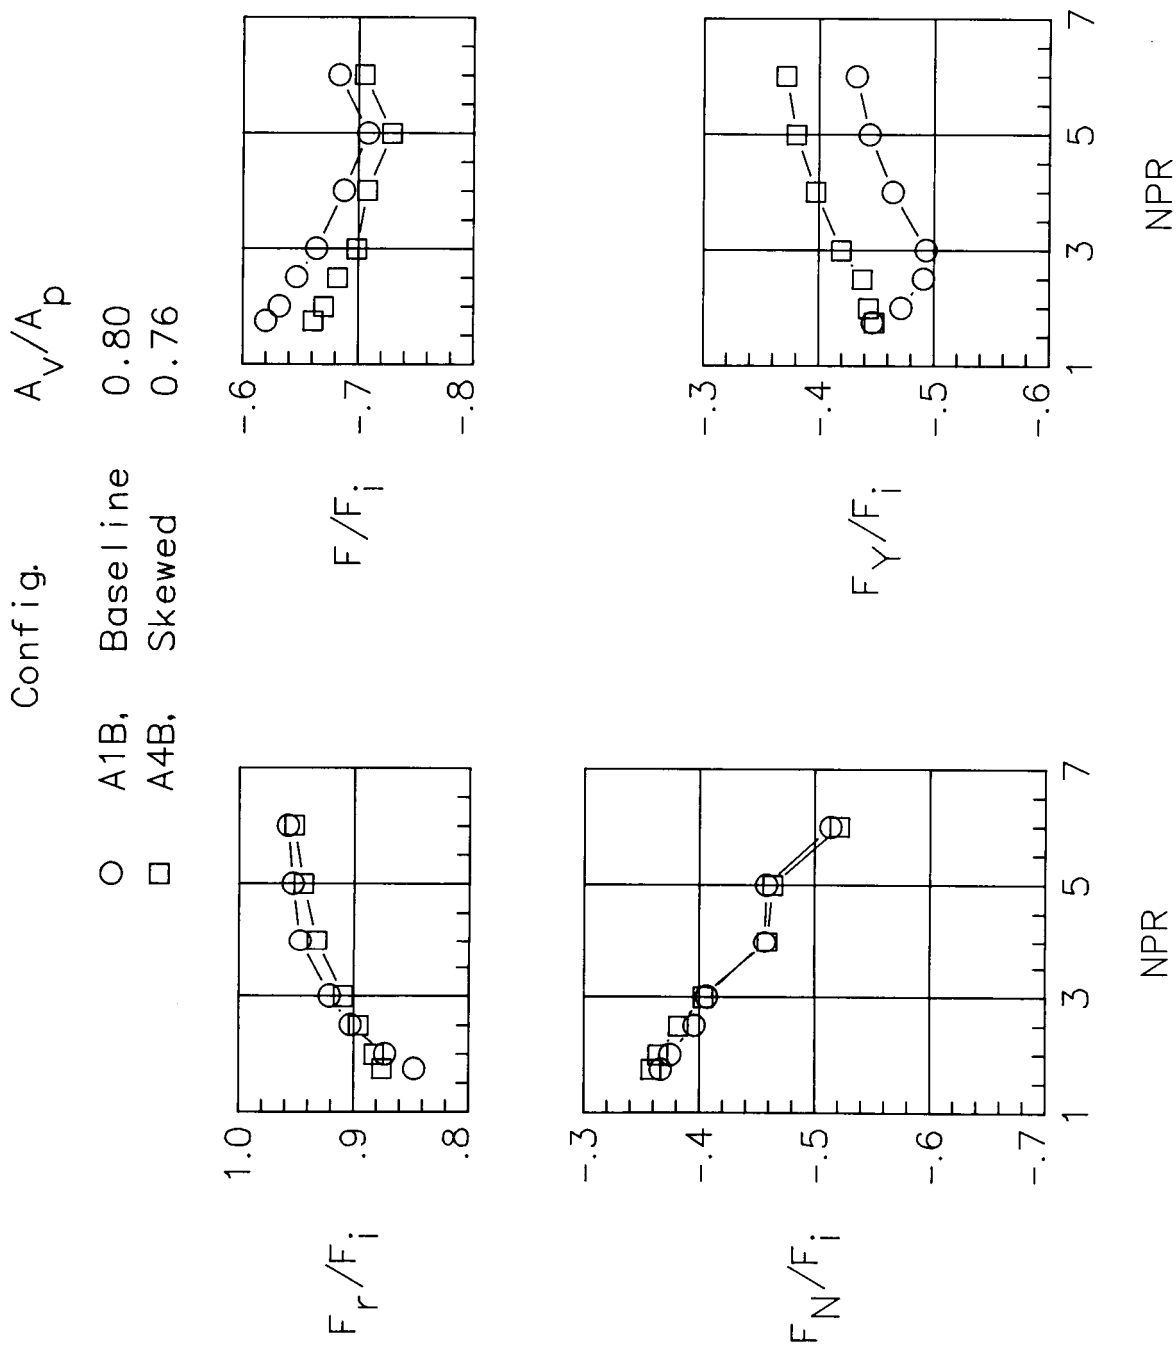 Config. A_v/A_p
A1B, Baseline 0.80
A4B, Skewed 0.76
F_r/F_i
1.0
.9
.8
F/F_i
-.6
-.7
-.8
F_N/F_i
-.3
-.4
-.5
-.6
-.7
1 3 5 7
NPR
F_Y/F_i
-.3
-.4
-.5
-.6
1 3 5 7
NPR